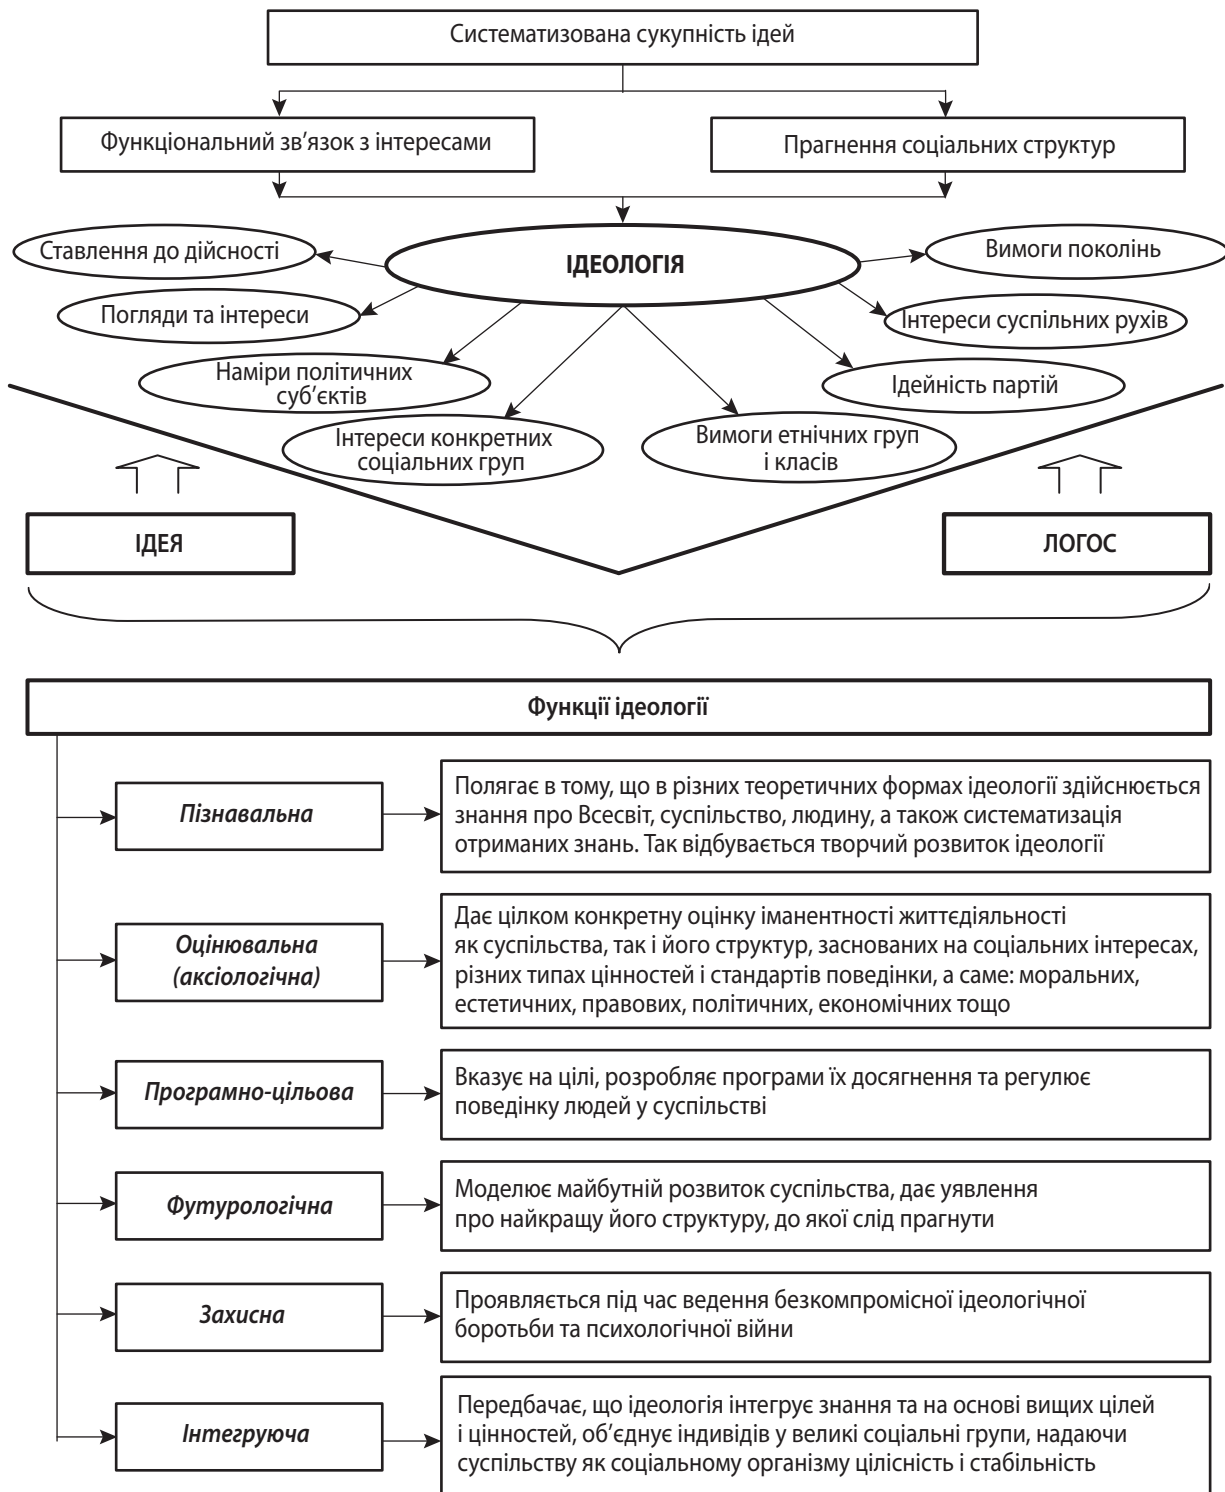 Систематизована сукупність ідей
Функціональний зв’язок з інтересами
Прагнення соціальних структур
ІДЕОЛОГІЯ
Ставлення до дійсності
Вимоги поколінь
Погляди та інтереси
Інтереси суспільних рухів
Наміри політичних
суб’єктів
Ідейність партій
Інтереси конкретних
соціальних груп
Вимоги етнічних груп
і класів
ІДЕЯ
ЛОГОС
Функції ідеології
Пізнавальна
Полягає в тому, що в різних теоретичних формах ідеології здійснюється
знання про Всесвіт, суспільство, людину, а також систематизація
отриманих знань. Так відбувається творчий розвиток ідеології
Оцінювальна
(аксіологічна)
Дає цілком конкретну оцінку іманентності життєдіяльності
як суспільства, так і його структур, заснованих на соціальних інтересах,
різних типах цінностей і стандартів поведінки, а саме: моральних,
естетичних, правових, політичних, економічних тощо
Програмно-цільова
Вказує на цілі, розробляє програми їх досягнення та регулює
поведінку людей у суспільстві
Футурологічна
Моделює майбутній розвиток суспільства, дає уявлення
про найкращу його структуру, до якої слід прагнути
Захисна
Проявляється під час ведення безкомпромісної ідеологічної
боротьби та психологічної війни
Інтегруюча
Передбачає, що ідеологія інтегрує знання та на основі вищих цілей
і цінностей, об’єднує індивідів у великі соціальні групи, надаючи
суспільству як соціальному організму цілісність і стабільність